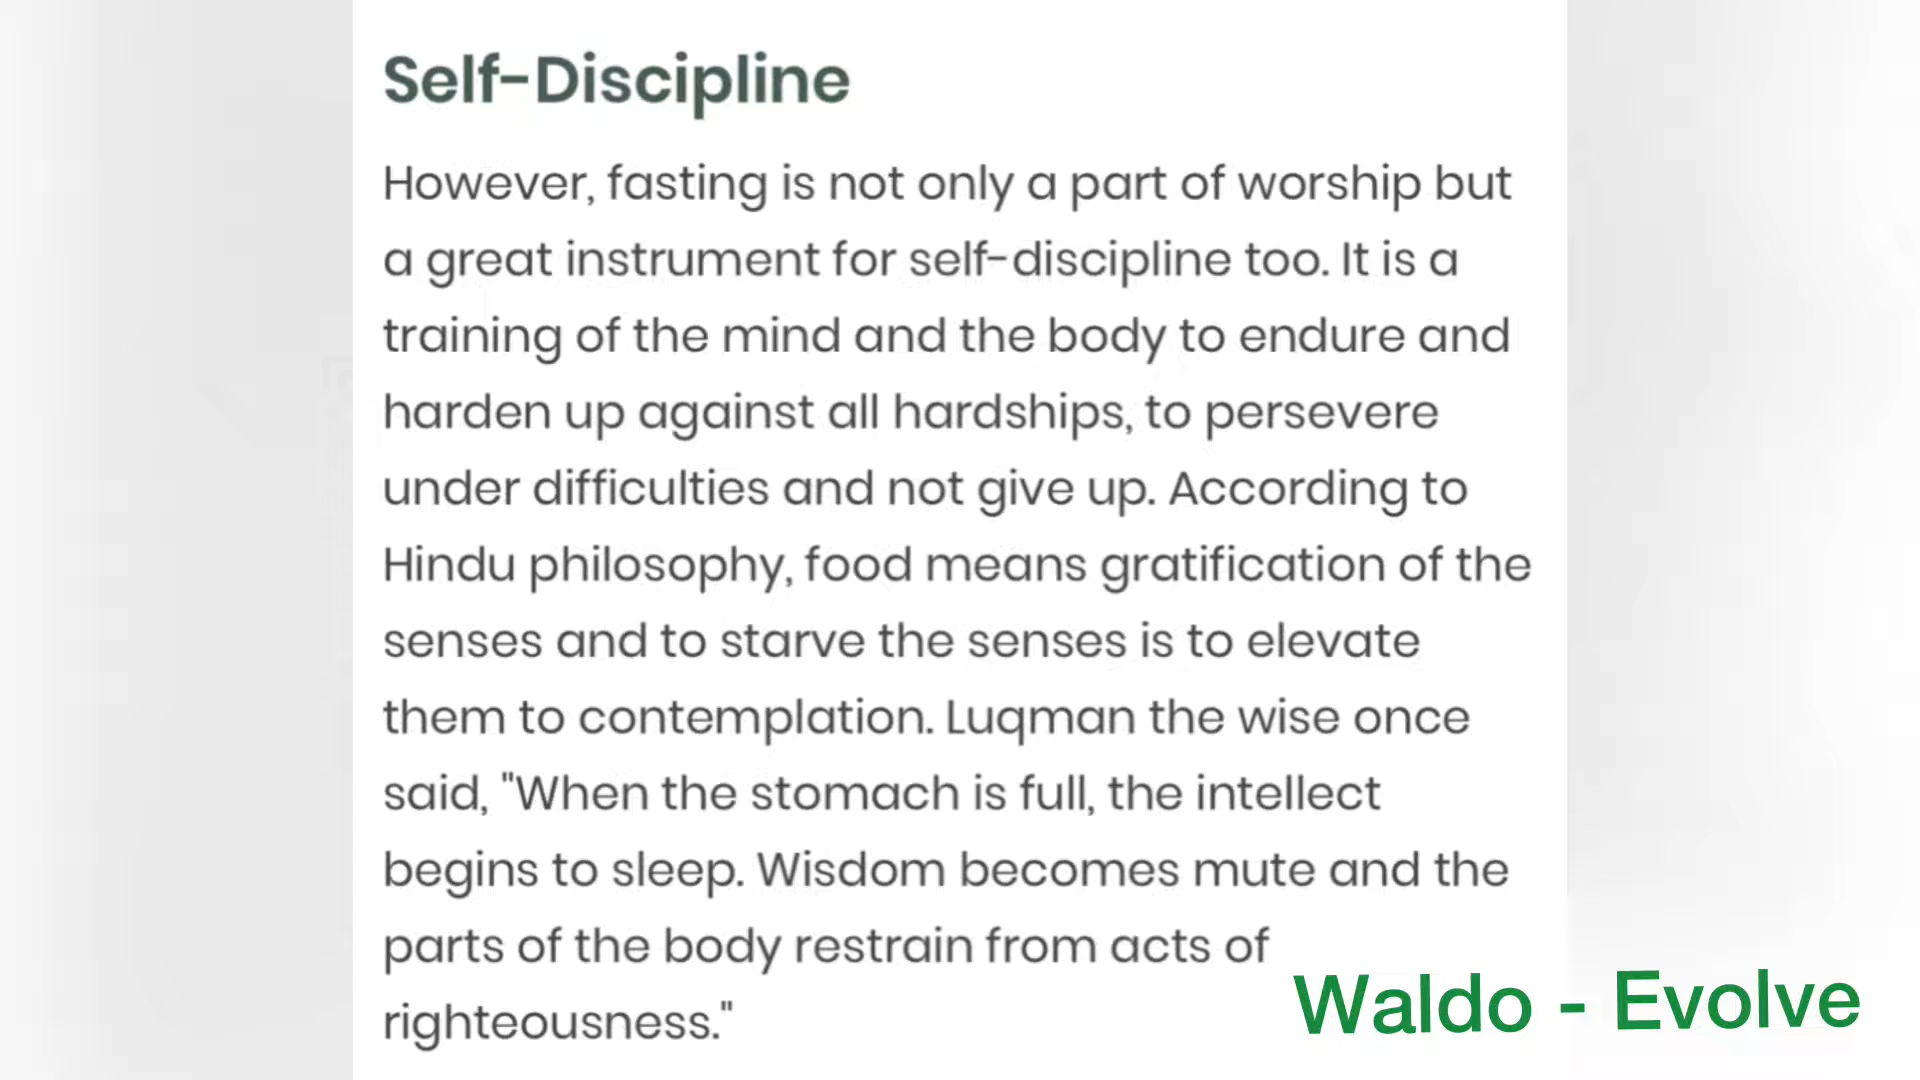 Self-Discipline
However, fasting is not only a part of worship but
a great instrument for self-discipline too. It is a
training of the mind and the body to endure and
harden up against all hardships, to persevere
under difficulties and not give up. According to
Hindu philosophy, food means gratification of the
senses and to starve the senses is to elevate
them to contemplation. Luqman the wise once
said, "When the stomach is full, the intellect
begins to sleep. Wisdom becomes mute and the
parts of the body restrain from acts of
righteousness."
Waldo - Evolve